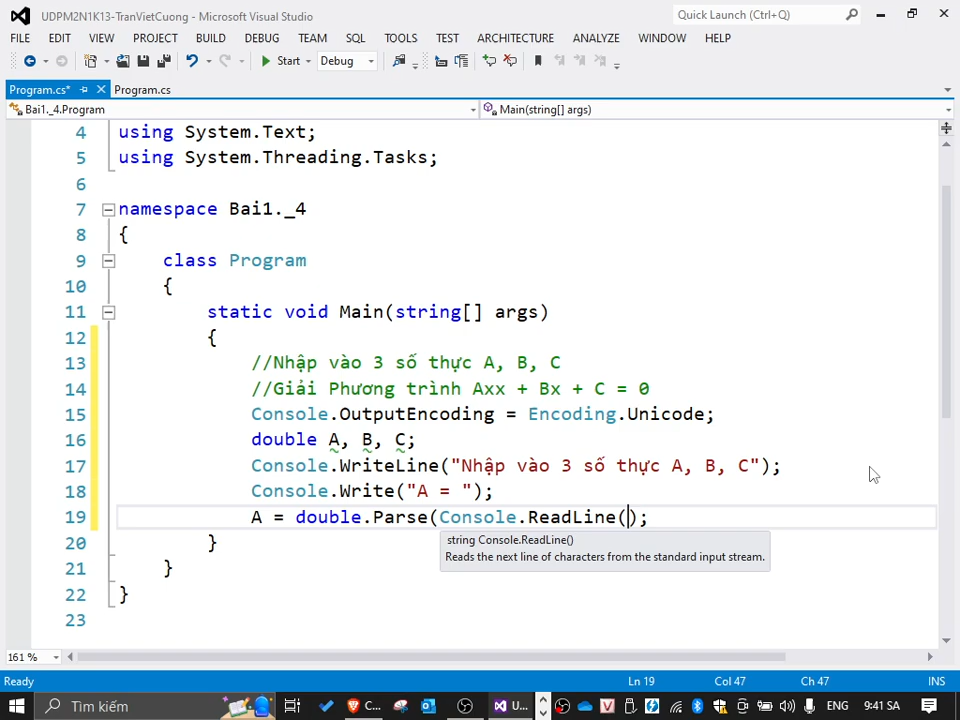 UDPM2N1K13-TranVietCuong - Microsoft Visual Studio
Quick Launch (Ctrl+Q)
FILE EDIT VIEW PROJECT BUILD DEBUG TEAM SQL TOOLS TEST ARCHITECTURE ANALYZE WINDOW HELP
Start Debug
Program.cs* Program.cs
Bai1._4.Program Main(string[] args)
4 using System.Text;
5 using System.Threading.Tasks;
6
7 namespace Bai1._4
8 {
9 class Program
10 {
11 static void Main(string[] args)
12 {
13 //Nhập vào 3 số thực A, B, C
14 //Giải Phương trình Axx + Bx + C = 0
15 Console.OutputEncoding = Encoding.Unicode;
16 double A, B, C;
17 Console.WriteLine("Nhập vào 3 số thực A, B, C");
18 Console.Write("A = ");
19 A = double.Parse(Console.ReadLine();
string Console.ReadLine()
Reads the next line of characters from the standard input stream.
20 }
21 }
22 }
23
161 %
Ready Ln 19 Col 47 Ch 47 INS
Tìm kiếm C... U... ENG 9:41 SA